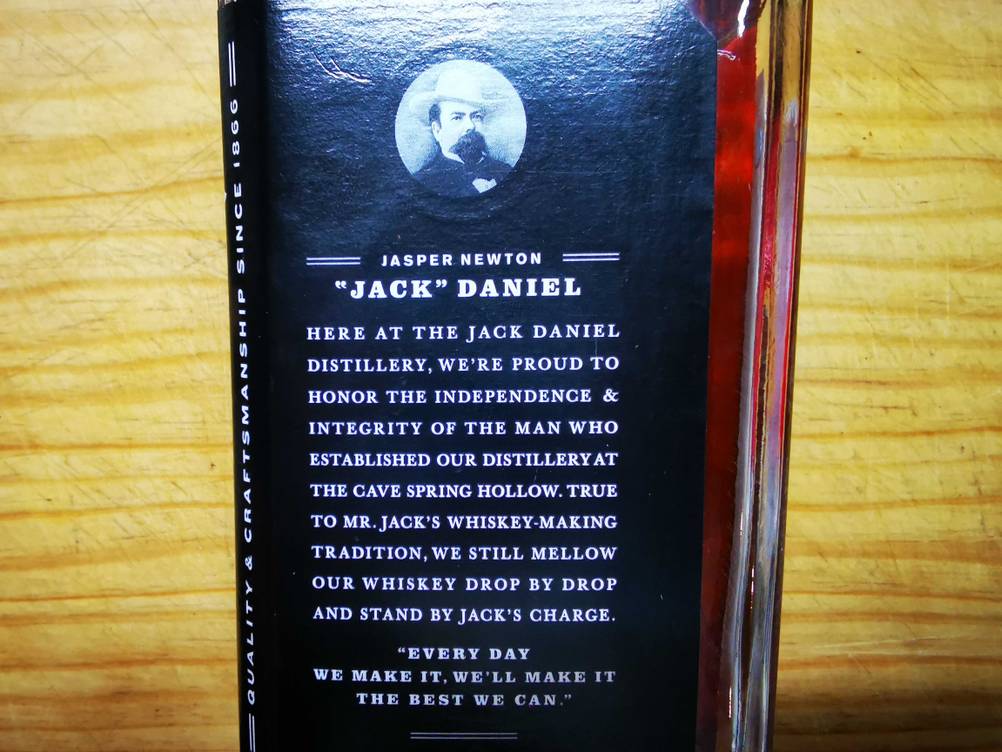 QUALITY & CRAFTSMANSHIP SINCE 1866
JASPER NEWTON
"JACK" DANIEL
HERE AT THE JACK DANIEL
DISTILLERY, WE'RE PROUD TO
HONOR THE INDEPENDENCE &
INTEGRITY OF THE MAN WHO
ESTABLISHED OUR DISTILLERY AT
THE CAVE SPRING HOLLOW. TRUE
TO MR. JACK'S WHISKEY-MAKING
TRADITION, WE STILL MELLOW
OUR WHISKEY DROP BY DROP
AND STAND BY JACK'S CHARGE.
"EVERY DAY
WE MAKE IT, WE'LL MAKE IT
THE BEST WE CAN."